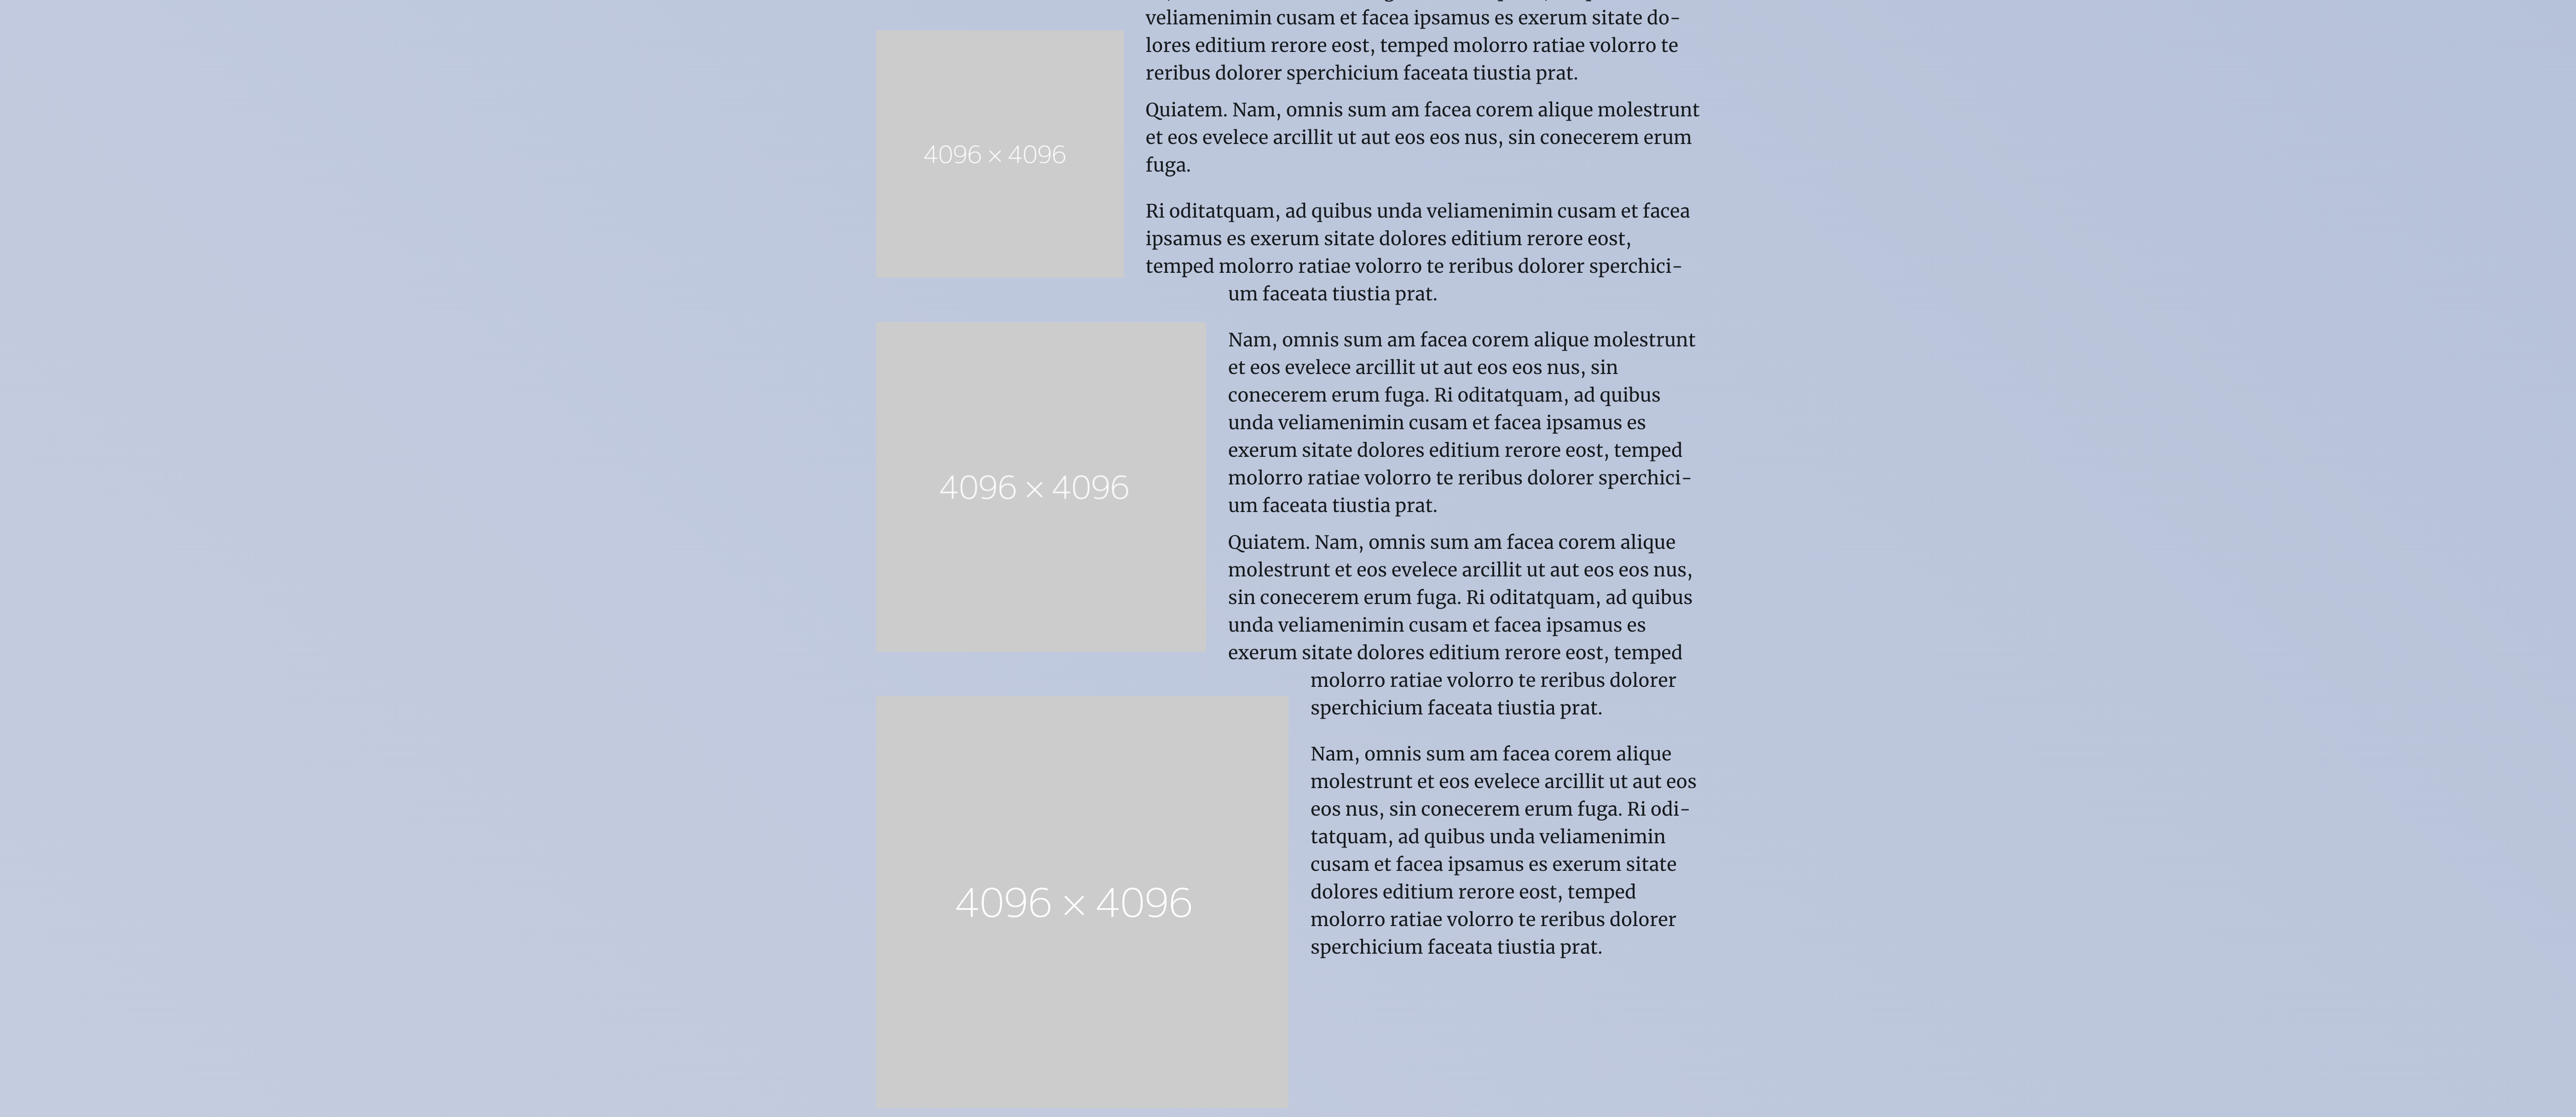 veliamenimin cusam et facea ipsamus es exerum sitate do-
lores editium rerore eost, temped molorro ratiae volorro te
reribus dolorer sperchicium faceata tiustia prat.
4096 × 4096
Quiatem. Nam, omnis sum am facea corem alique molestrunt
et eos evelece arcillit ut aut eos eos nus, sin conecerem erum
fuga.
Ri oditatquam, ad quibus unda veliamenimin cusam et facea
ipsamus es exerum sitate dolores editium rerore eost,
temped molorro ratiae volorro te reribus dolorer sperchici-
um faceata tiustia prat.
4096 × 4096
Nam, omnis sum am facea corem alique molestrunt
et eos evelece arcillit ut aut eos eos nus, sin
conecerem erum fuga. Ri oditatquam, ad quibus
unda veliamenimin cusam et facea ipsamus es
exerum sitate dolores editium rerore eost, temped
molorro ratiae volorro te reribus dolorer sperchici-
um faceata tiustia prat.
Quiatem. Nam, omnis sum am facea corem alique
molestrunt et eos evelece arcillit ut aut eos eos nus,
sin conecerem erum fuga. Ri oditatquam, ad quibus
unda veliamenimin cusam et facea ipsamus es
exerum sitate dolores editium rerore eost, temped
molorro ratiae volorro te reribus dolorer
sperchicium faceata tiustia prat.
4096 × 4096
Nam, omnis sum am facea corem alique
molestrunt et eos evelece arcillit ut aut eos
eos nus, sin conecerem erum fuga. Ri odi-
tatquam, ad quibus unda veliamenimin
cusam et facea ipsamus es exerum sitate
dolores editium rerore eost, temped
molorro ratiae volorro te reribus dolorer
sperchicium faceata tiustia prat.